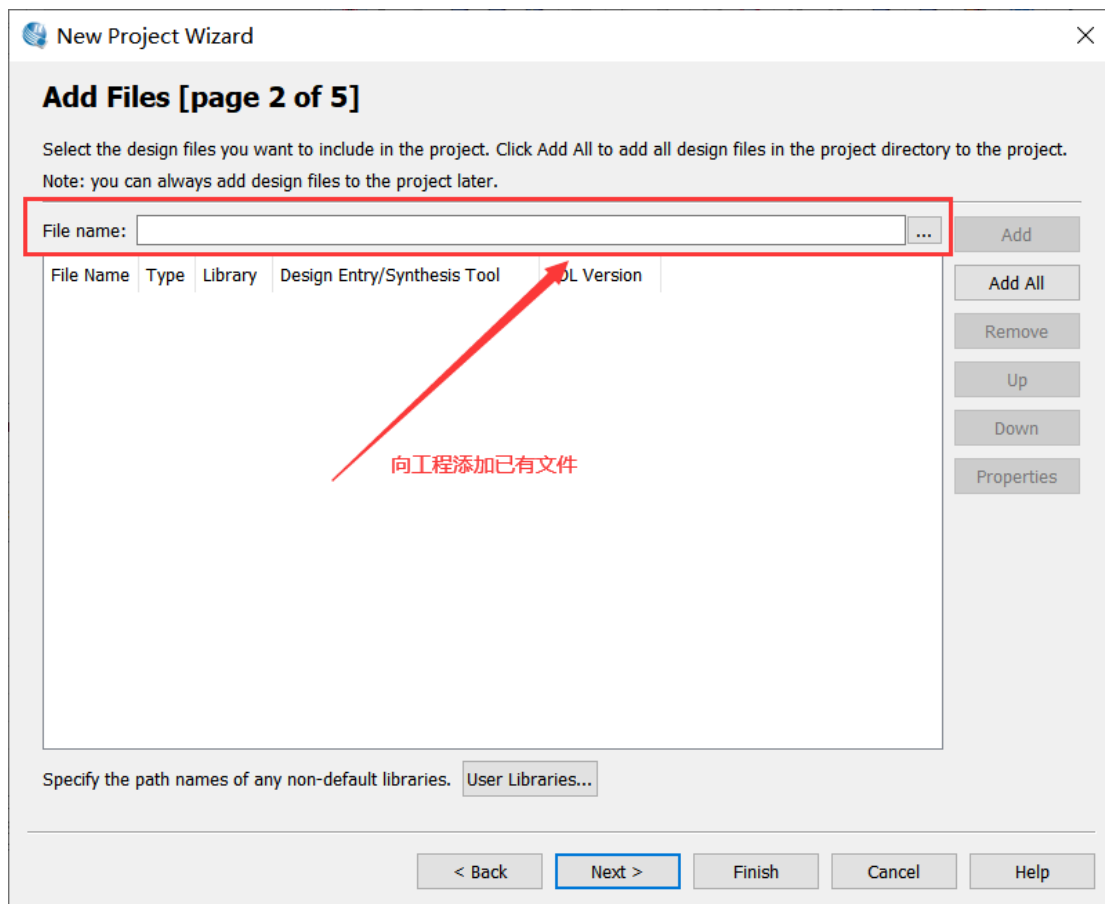 New Project Wizard
Add Files [page 2 of 5]
Select the design files you want to include in the project. Click Add All to add all design files in the project directory to the project.
Note: you can always add design files to the project later.
File name:
...
Add
File Name Type Library Design Entry/Synthesis Tool DL Version
Add All
Remove
Up
Down
向工程添加已有文件
Properties
Specify the path names of any non-default libraries. User Libraries...
< Back Next > Finish Cancel Help